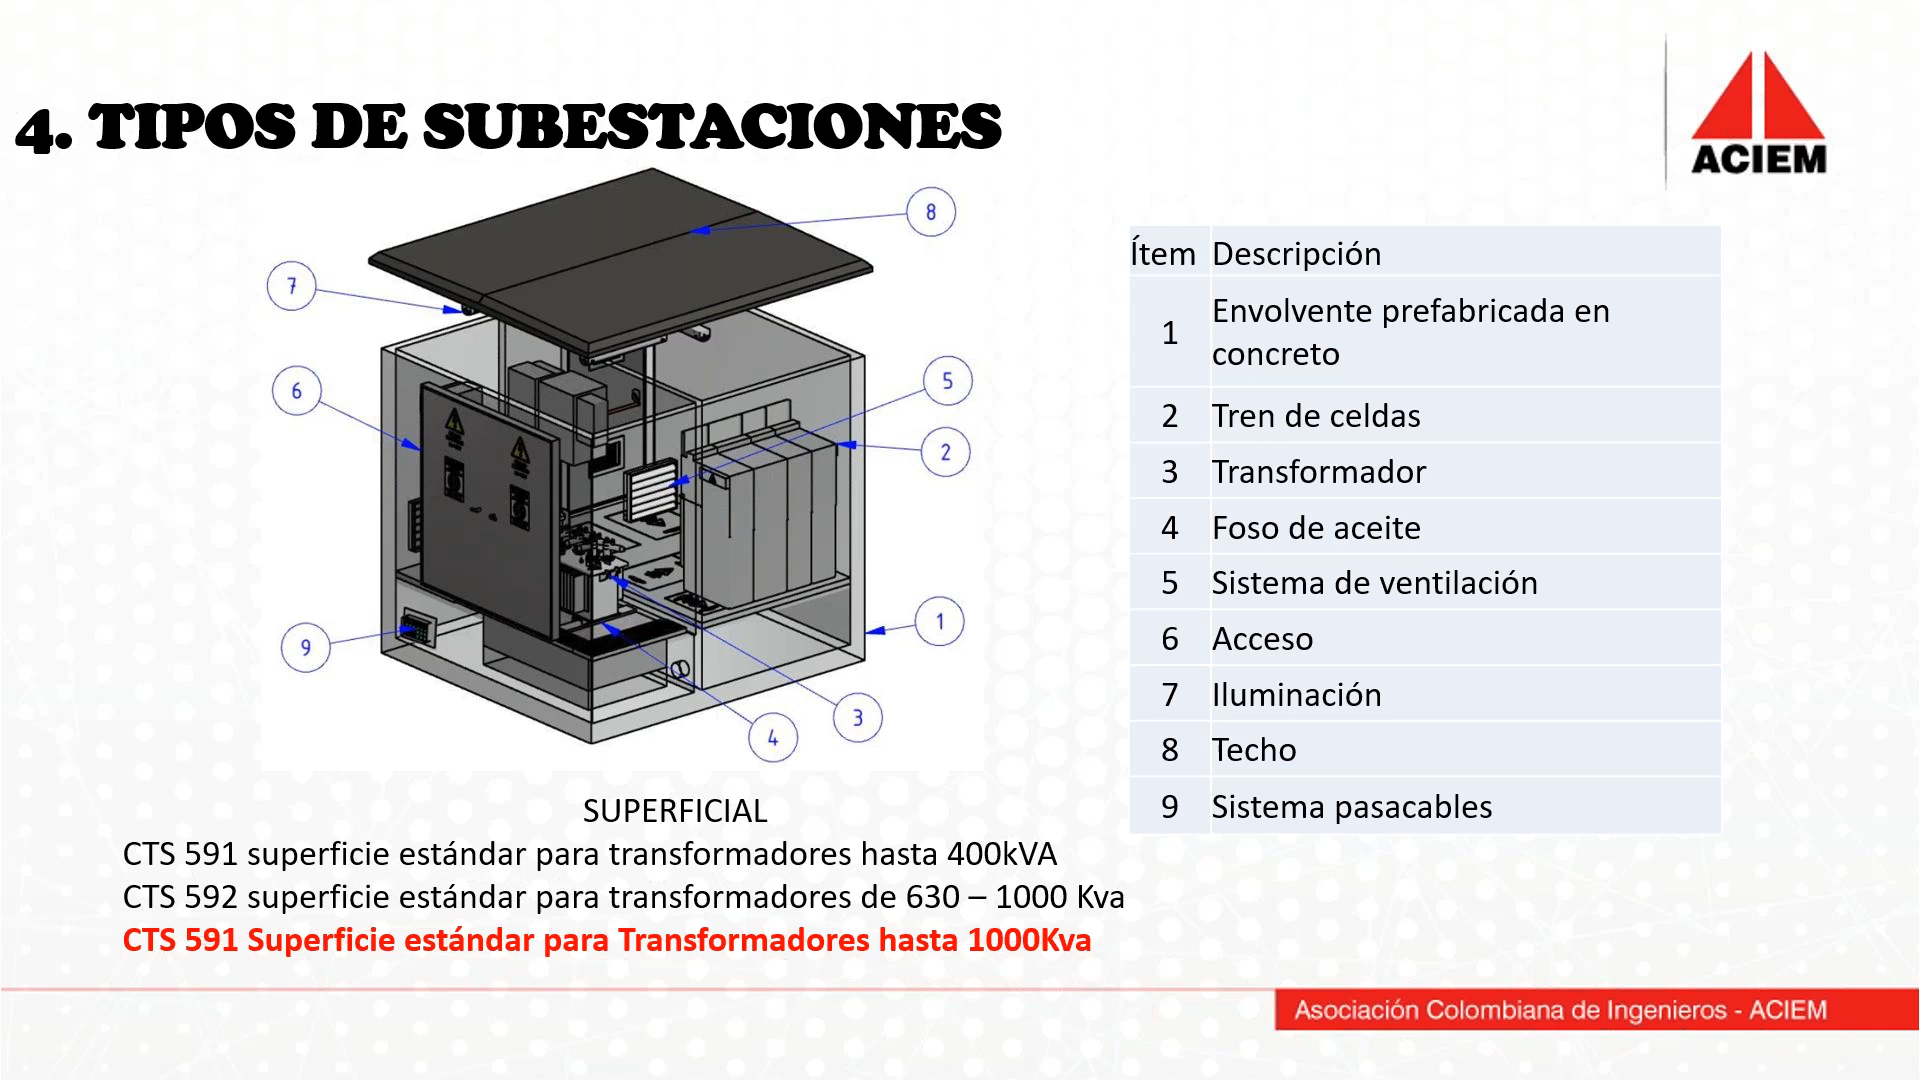 4. TIPOS DE SUBESTACIONES
ACIEM
8
7
6
5
2
1
9
3
4
Ítem Descripción
1 Envolvente prefabricada en
concreto
2 Tren de celdas
3 Transformador
4 Foso de aceite
5 Sistema de ventilación
6 Acceso
7 Iluminación
8 Techo
9 Sistema pasacables
SUPERFICIAL
CTS 591 superficie estándar para transformadores hasta 400kVA
CTS 592 superficie estándar para transformadores de 630 – 1000 Kva
CTS 591 Superficie estándar para Transformadores hasta 1000Kva
Asociación Colombiana de Ingenieros - ACIEM